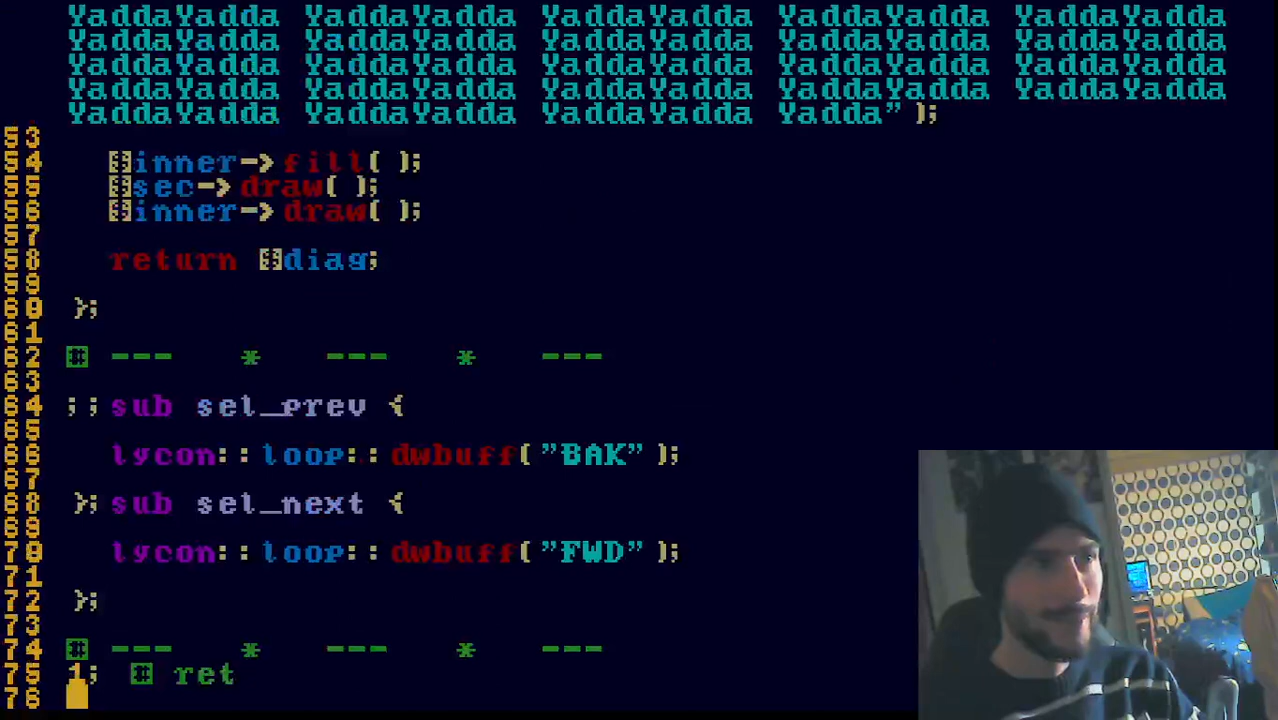 YaddaYadda YaddaYadda YaddaYadda YaddaYadda YaddaYadda
YaddaYadda YaddaYadda YaddaYadda YaddaYadda YaddaYadda
YaddaYadda YaddaYadda YaddaYadda YaddaYadda YaddaYadda
YaddaYadda YaddaYadda YaddaYadda YaddaYadda YaddaYadda
YaddaYadda YaddaYadda YaddaYadda Yadda" );
53
54 $inner->fill( );
55 $sec->draw( );
56 $inner->draw( );
57
58 return $diag;
59
60 };
61
62 # --- * --- * ---
63
64 ;; sub sel_prev {
65
66 lycon::loop::dwbuff( "BAK" );
67
68 }; sub sel_next {
69
70 lycon::loop::dwbuff( "FWD" );
71
72 };
73
74 # --- * --- * ---
75 1; # ret
76